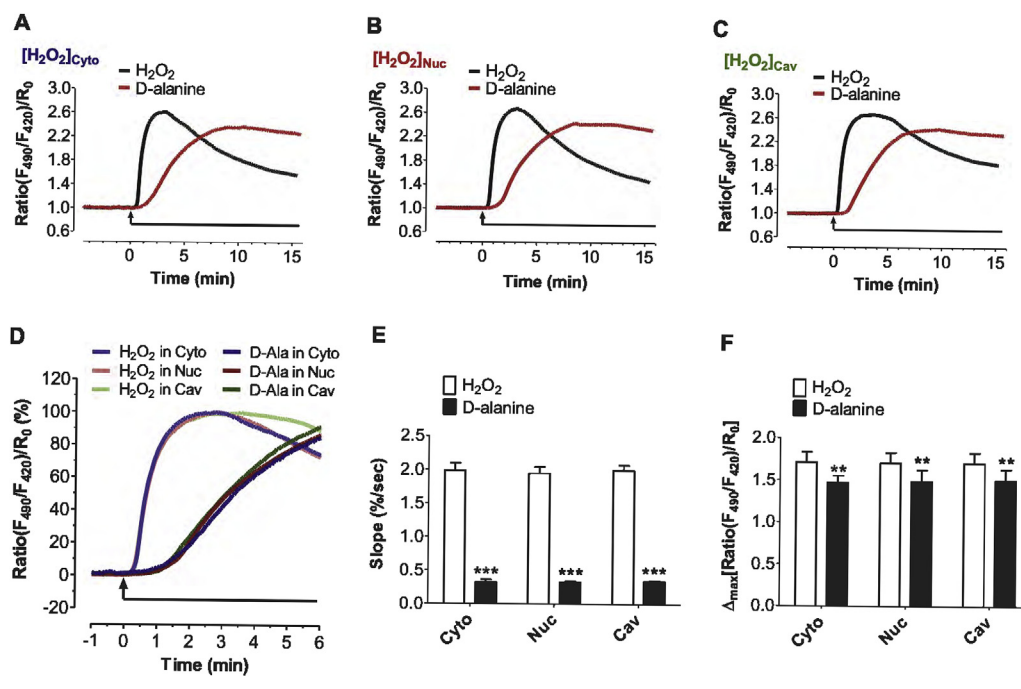 A
[H₂O₂]Cyto
H₂O₂
D-alanine
Ratio(F₄₉₀/F₄₂₀)/R₀
3.0
2.6
2.2
1.8
1.4
1.0
0.6
0 5 10 15
Time (min)
B
[H₂O₂]Nuc
H₂O₂
D-alanine
Ratio(F₄₉₀/F₄₂₀)/R₀
3.0
2.6
2.2
1.8
1.4
1.0
0.6
0 5 10 15
Time (min)
C
[H₂O₂]Cav
H₂O₂
D-alanine
Ratio(F₄₉₀/F₄₂₀)/R₀
3.0
2.6
2.2
1.8
1.4
1.0
0.6
0 5 10 15
Time (min)
D
H₂O₂ in Cyto
H₂O₂ in Nuc
H₂O₂ in Cav
D-Ala in Cyto
D-Ala in Nuc
D-Ala in Cav
Ratio(F₄₉₀/F₄₂₀)/R₀ (%)
120
100
80
60
40
20
0
-20
-1 0 1 2 3 4 5 6
Time (min)
E
H₂O₂
D-alanine
Slope (%/sec)
2.5
2.0
1.5
1.0
0.5
0.0
*** *** ***
Cyto Nuc Cav
F
H₂O₂
D-alanine
Δmax[Ratio(F₄₉₀/F₄₂₀)/R₀]
2.0
1.5
1.0
0.5
0.0
** ** **
Cyto Nuc Cav